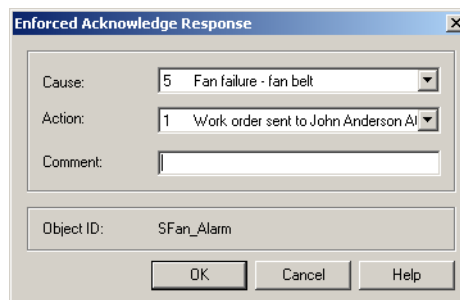 Enforced Acknowledge Response
Cause: 5 Fan failure - fan belt
Action: 1 Work order sent to John Anderson
Comment:
Object ID: SFan_Alarm
OK Cancel Help